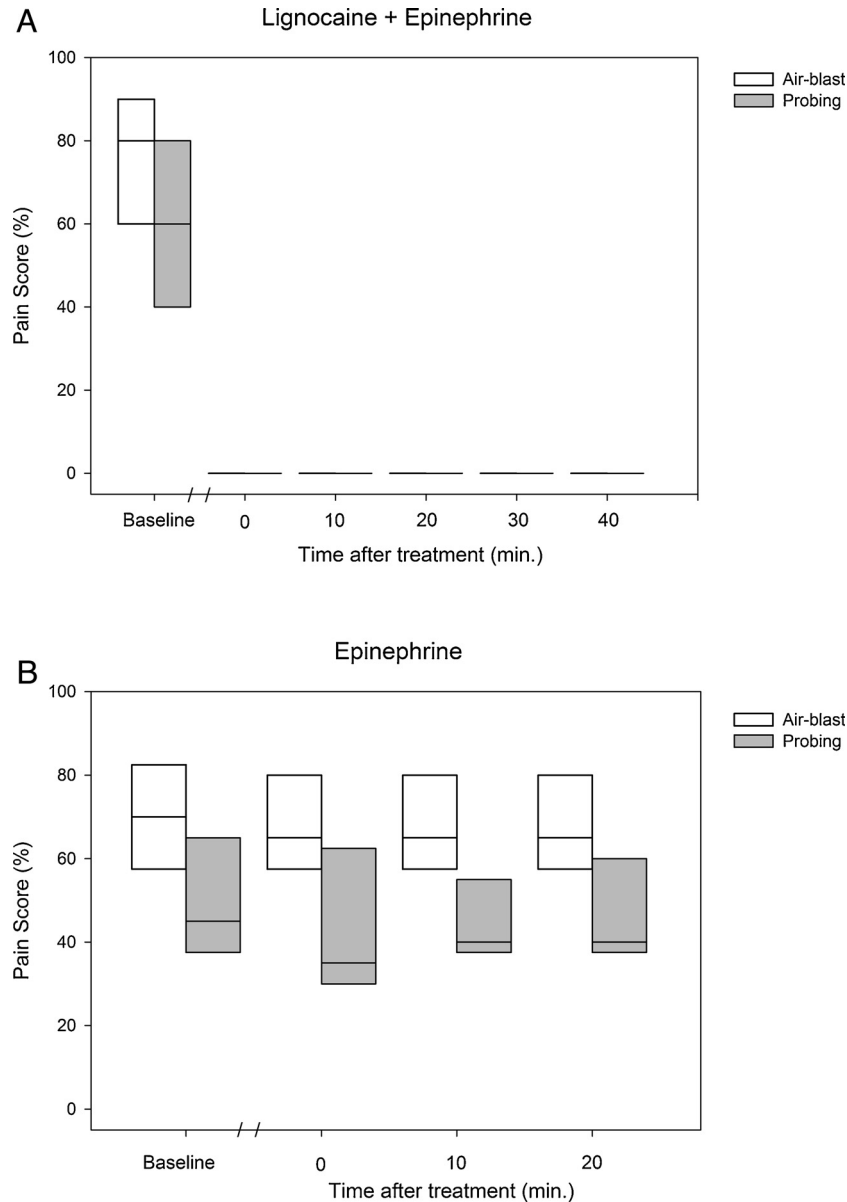 A
Lignocaine + Epinephrine
100
80
60
40
20
0
Pain Score (%)
Air-blast
Probing
Baseline 0 10 20 30 40
Time after treatment (min.)
B
Epinephrine
100
80
60
40
20
0
Pain Score (%)
Air-blast
Probing
Baseline 0 10 20
Time after treatment (min.)